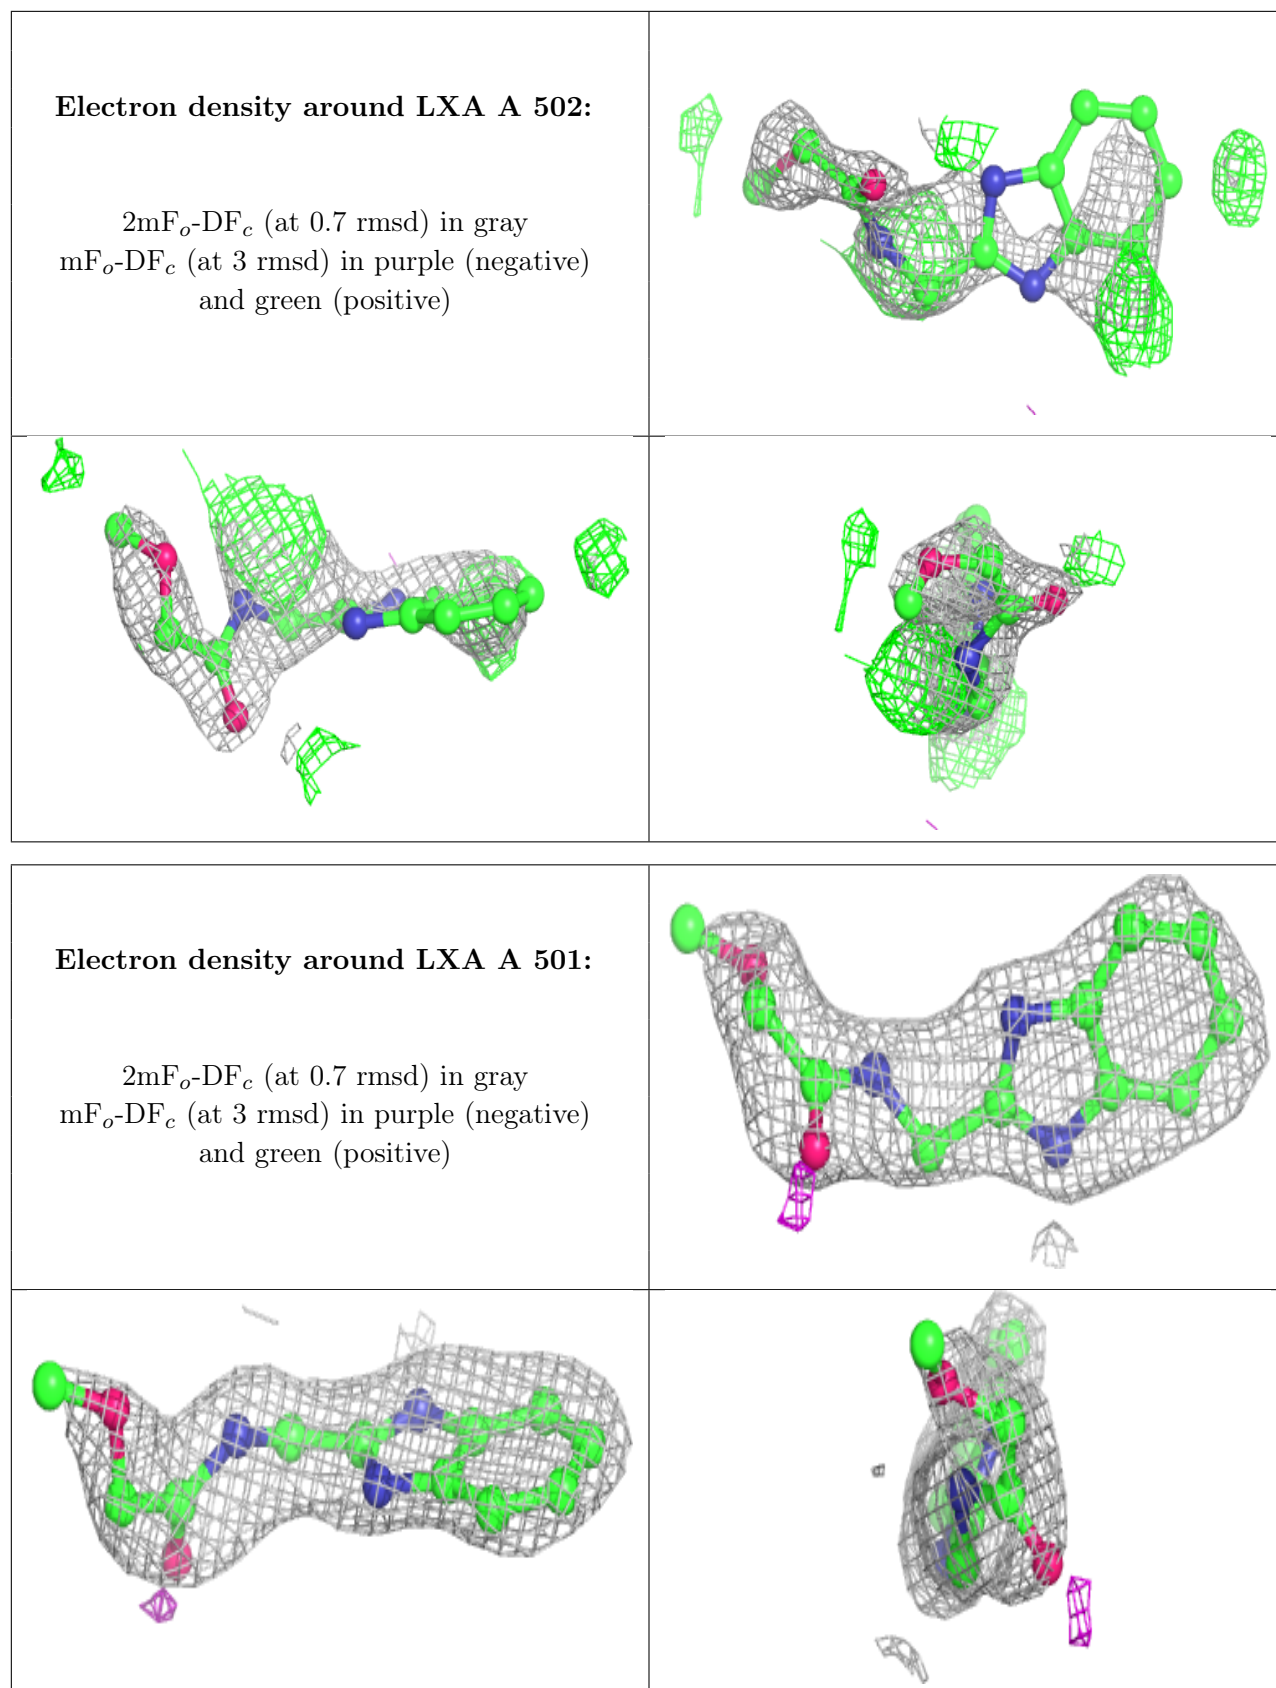 Electron density around LXA A 502:
2mFₒ-DF𝒸 (at 0.7 rmsd) in gray
mFₒ-DF𝒸 (at 3 rmsd) in purple (negative)
and green (positive)
Electron density around LXA A 501:
2mFₒ-DF𝒸 (at 0.7 rmsd) in gray
mFₒ-DF𝒸 (at 3 rmsd) in purple (negative)
and green (positive)